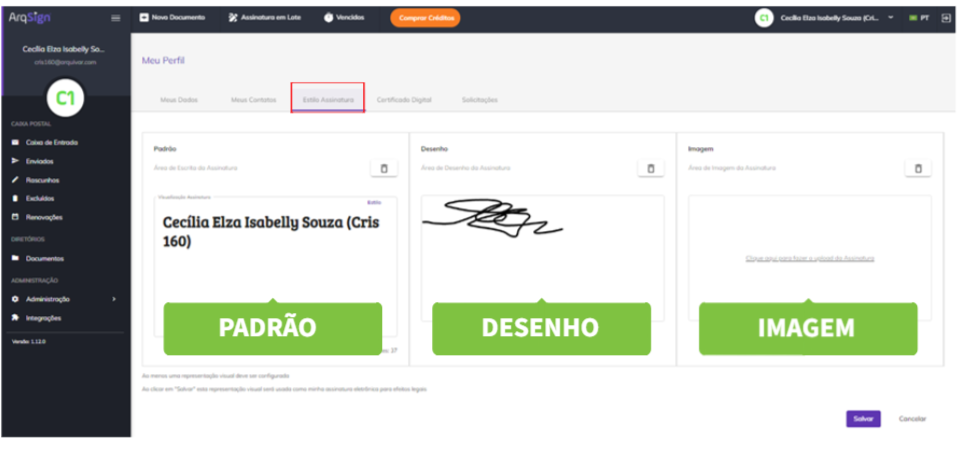 ArqSign
Novo Documento
Assinatura em Lote
Vencidos
Comprar Créditos
C1
Cecília Elza Isabelly Souza (Cri...
PT
Cecília Elza Isabelly So...
cris160@arquivar.com
C1
CAIXA POSTAL
Caixa de Entrada
Enviados
Rascunhos
Excluídos
Renovações
DIRETÓRIOS
Documentos
ADMINISTRAÇÃO
Administração
Integrações
Versão: 1.12.0
Meu Perfil
Meus Dados
Meus Contatos
Estilo Assinatura
Certificado Digital
Solicitações
Padrão
Área de Escrita da Assinatura
Visualização Assinatura
Estilo
Cecília Elza Isabelly Souza (Cris
160)
PADRÃO
27
Desenho
Área de Desenho da Assinatura
DESENHO
Imagem
Área de Imagem da Assinatura
Clique aqui para fazer o upload da Assinatura
IMAGEM
Ao menos uma representação visual deve ser configurada
Ao clicar em "Salvar" esta representação visual será usada como minha assinatura eletrônica para efeitos legais
Salvar
Cancelar